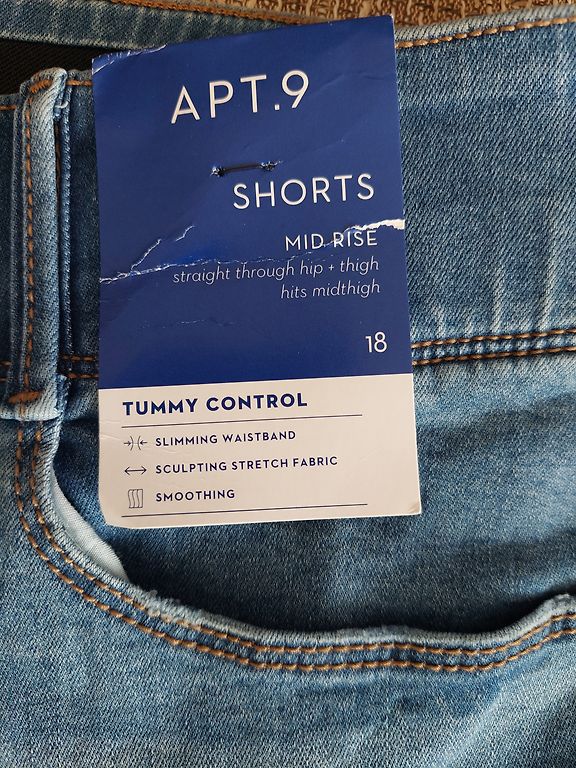 APT.9
SHORTS
MID RISE
straight through hip + thigh
hits midthigh
18
TUMMY CONTROL
SLIMMING WAISTBAND
SCULPTING STRETCH FABRIC
SMOOTHING